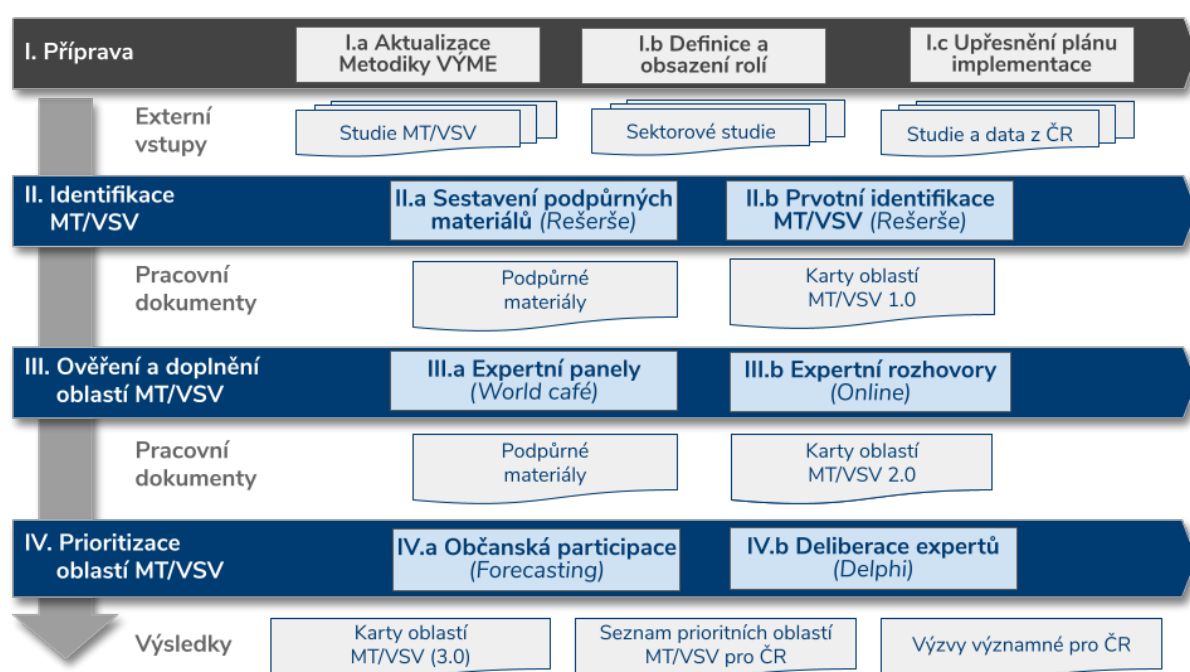 I. Příprava
I.a Aktualizace
Metodiky VÝME
I.b Definice a
obsazení rolí
I.c Upřesnění plánu
implementace
Externí
vstupy
Studie MT/VSV
Sektorové studie
Studie a data z ČR
II. Identifikace
MT/VSV
II.a Sestavení podpůrných
materiálů (Rešerše)
II.b Prvotní identifikace
MT/VSV (Rešerše)
Pracovní
dokumenty
Podpůrné
materiály
Karty oblastí
MT/VSV 1.0
III. Ověření a doplnění
oblastí MT/VSV
III.a Expertní panely
(World café)
III.b Expertní rozhovory
(Online)
Pracovní
dokumenty
Podpůrné
materiály
Karty oblastí
MT/VSV 2.0
IV. Prioritizace
oblastí MT/VSV
IV.a Občanská participace
(Forecasting)
IV.b Deliberace expertů
(Delphi)
Výsledky
Karty oblastí
MT/VSV (3.0)
Seznam prioritních oblastí
MT/VSV pro ČR
Výzvy významné pro ČR